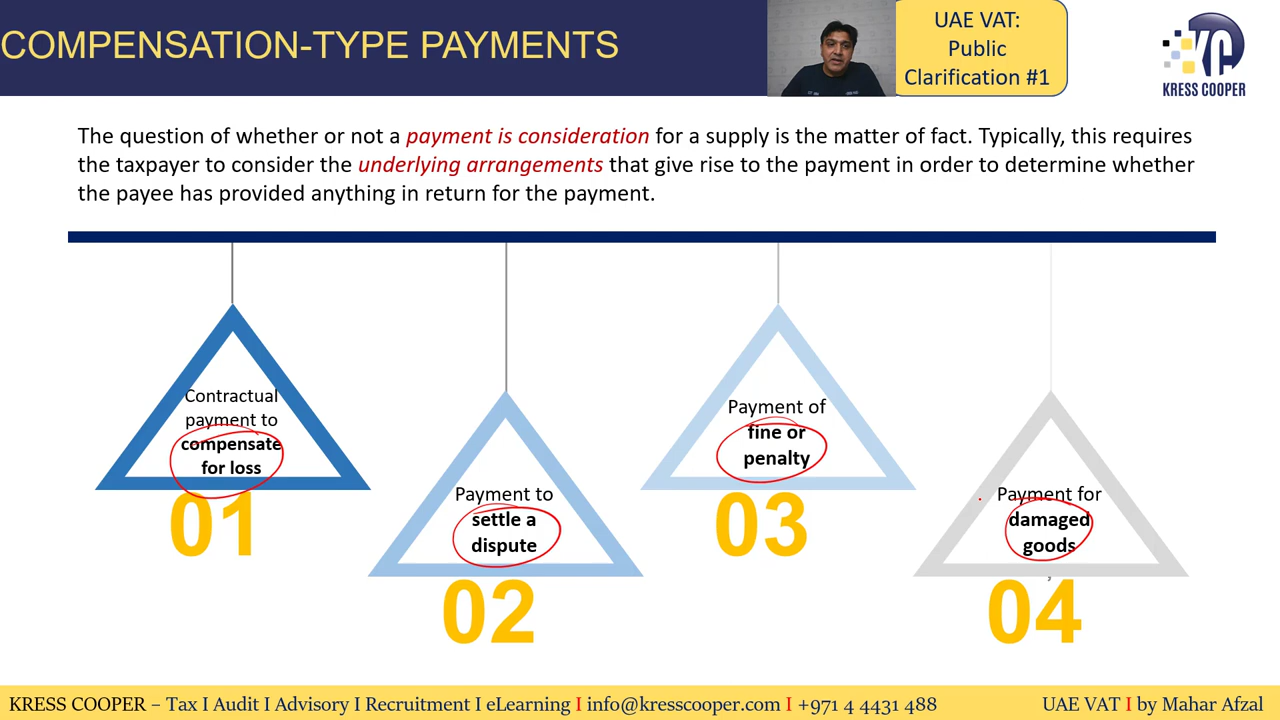 COMPENSATION-TYPE PAYMENTS
UAE VAT:
Public
Clarification #1
KC
KRESS COOPER
The question of whether or not a payment is consideration for a supply is the matter of fact. Typically, this requires
the taxpayer to consider the underlying arrangements that give rise to the payment in order to determine whether
the payee has provided anything in return for the payment.
Contractual
payment to
compensate
for loss
01
Payment to
settle a
dispute
02
Payment of
fine or
penalty
03
Payment for
damaged
goods
04
KRESS COOPER – Tax I Audit I Advisory I Recruitment I eLearning I info@kresscooper.com I +971 4 4431 488
UAE VAT I by Mahar Afzal